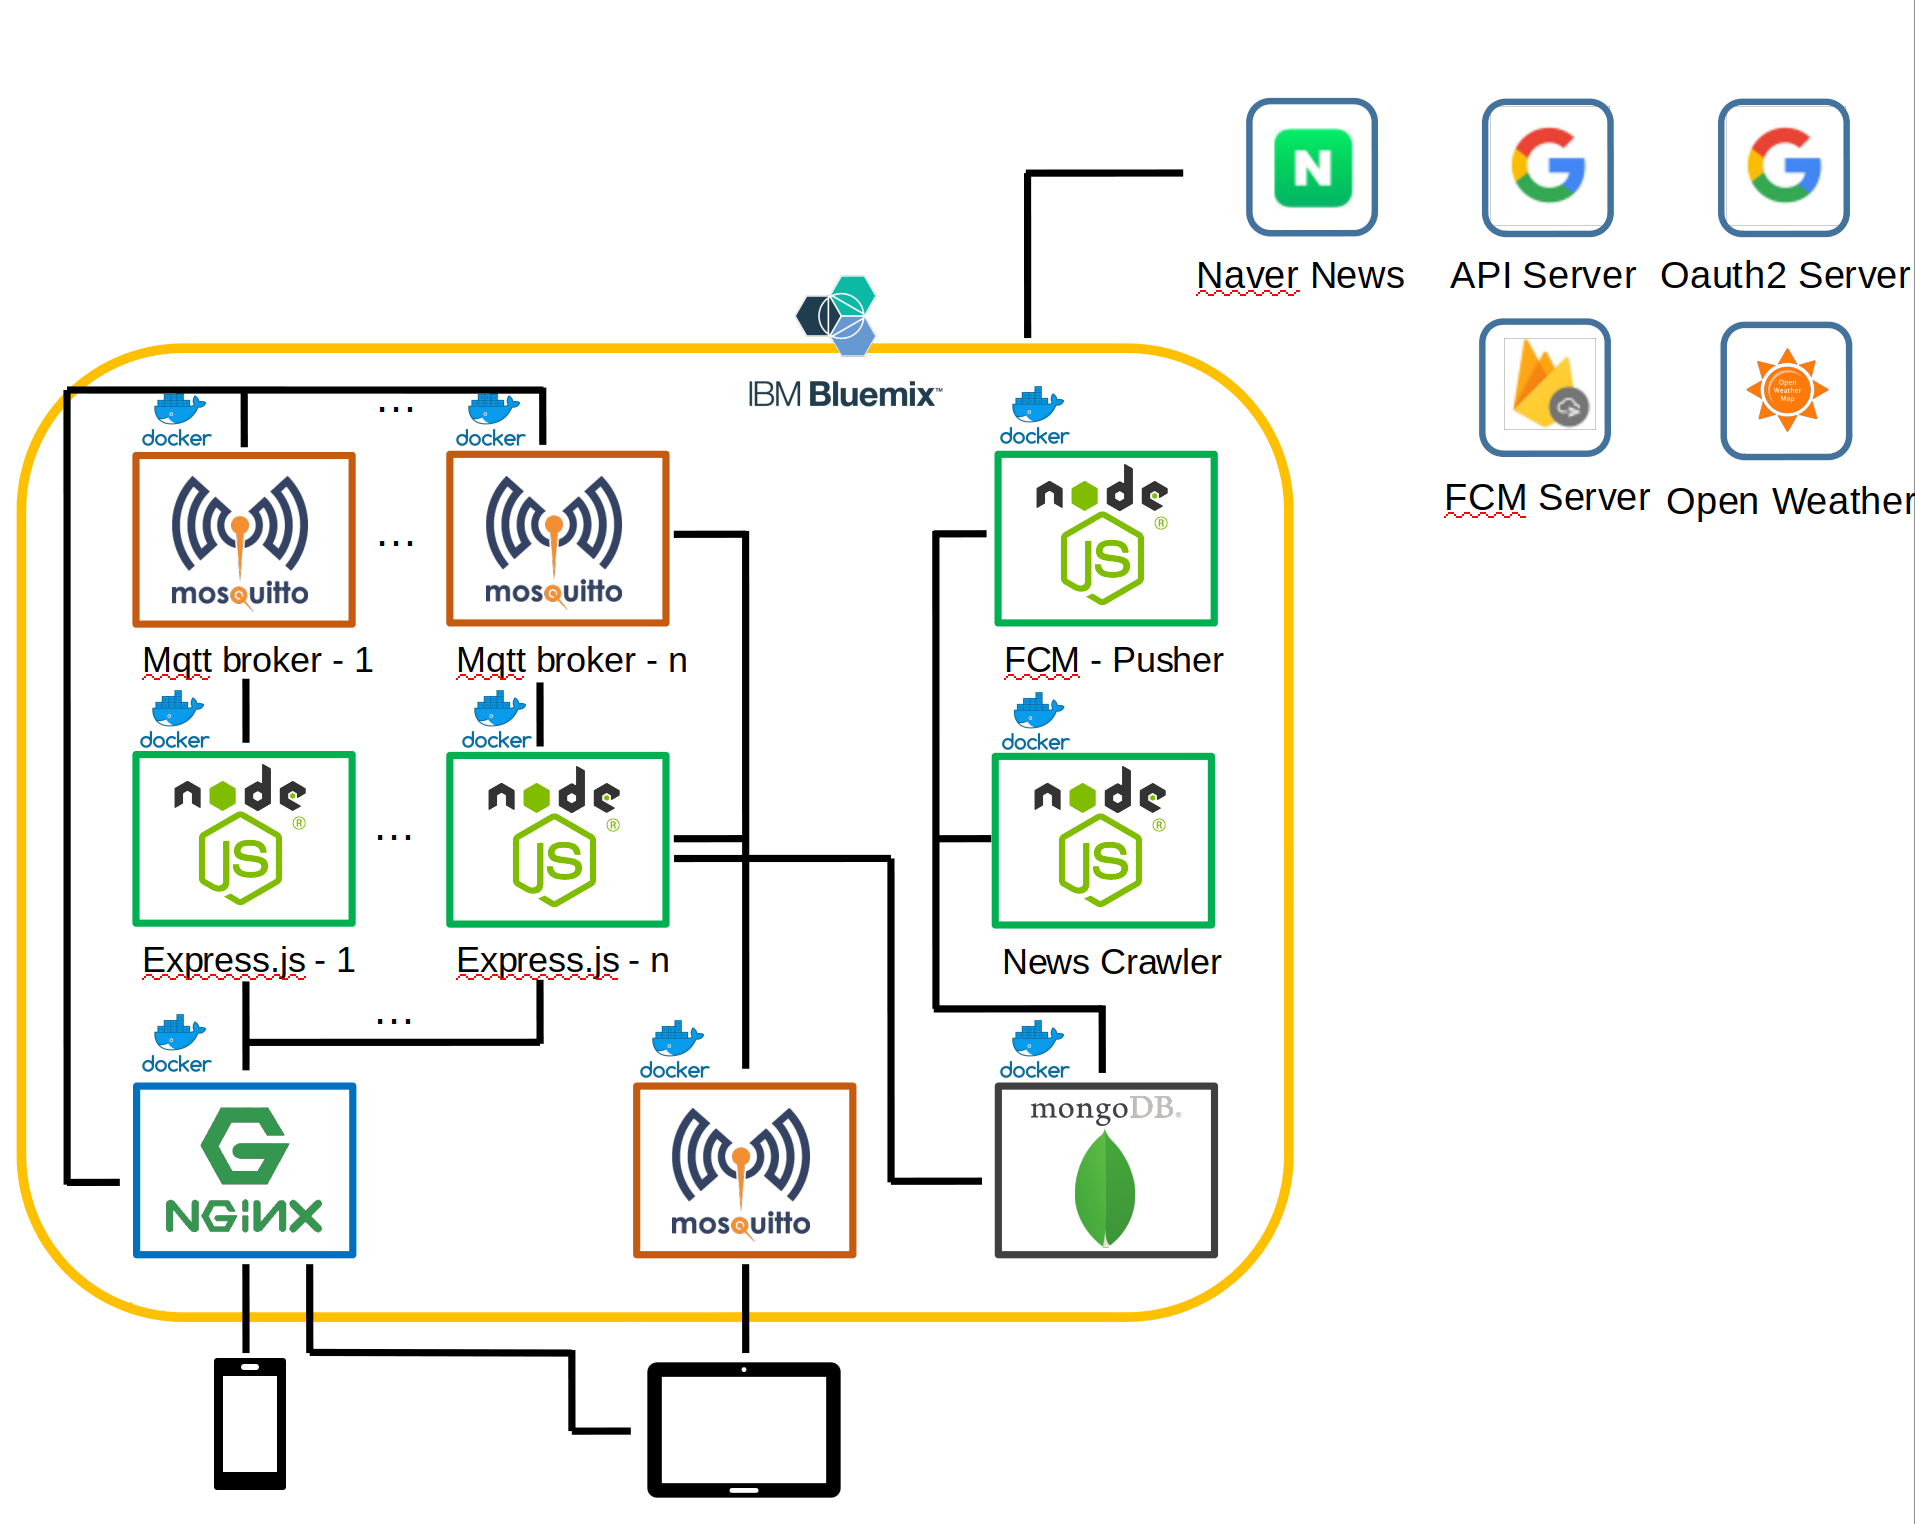 N
Naver News
API Server
Oauth2 Server
Open
Weather
Map
FCM Server
Open Weather
IBM Bluemix™
...
docker
docker
docker
mosquitto
...
mosquitto
node
JS
®
Mqtt broker - 1
Mqtt broker - n
FCM - Pusher
docker
docker
docker
node
JS
®
...
node
JS
®
node
JS
®
Express.js - 1
Express.js - n
News Crawler
...
docker
docker
docker
NGINX
mosquitto
mongoDB®